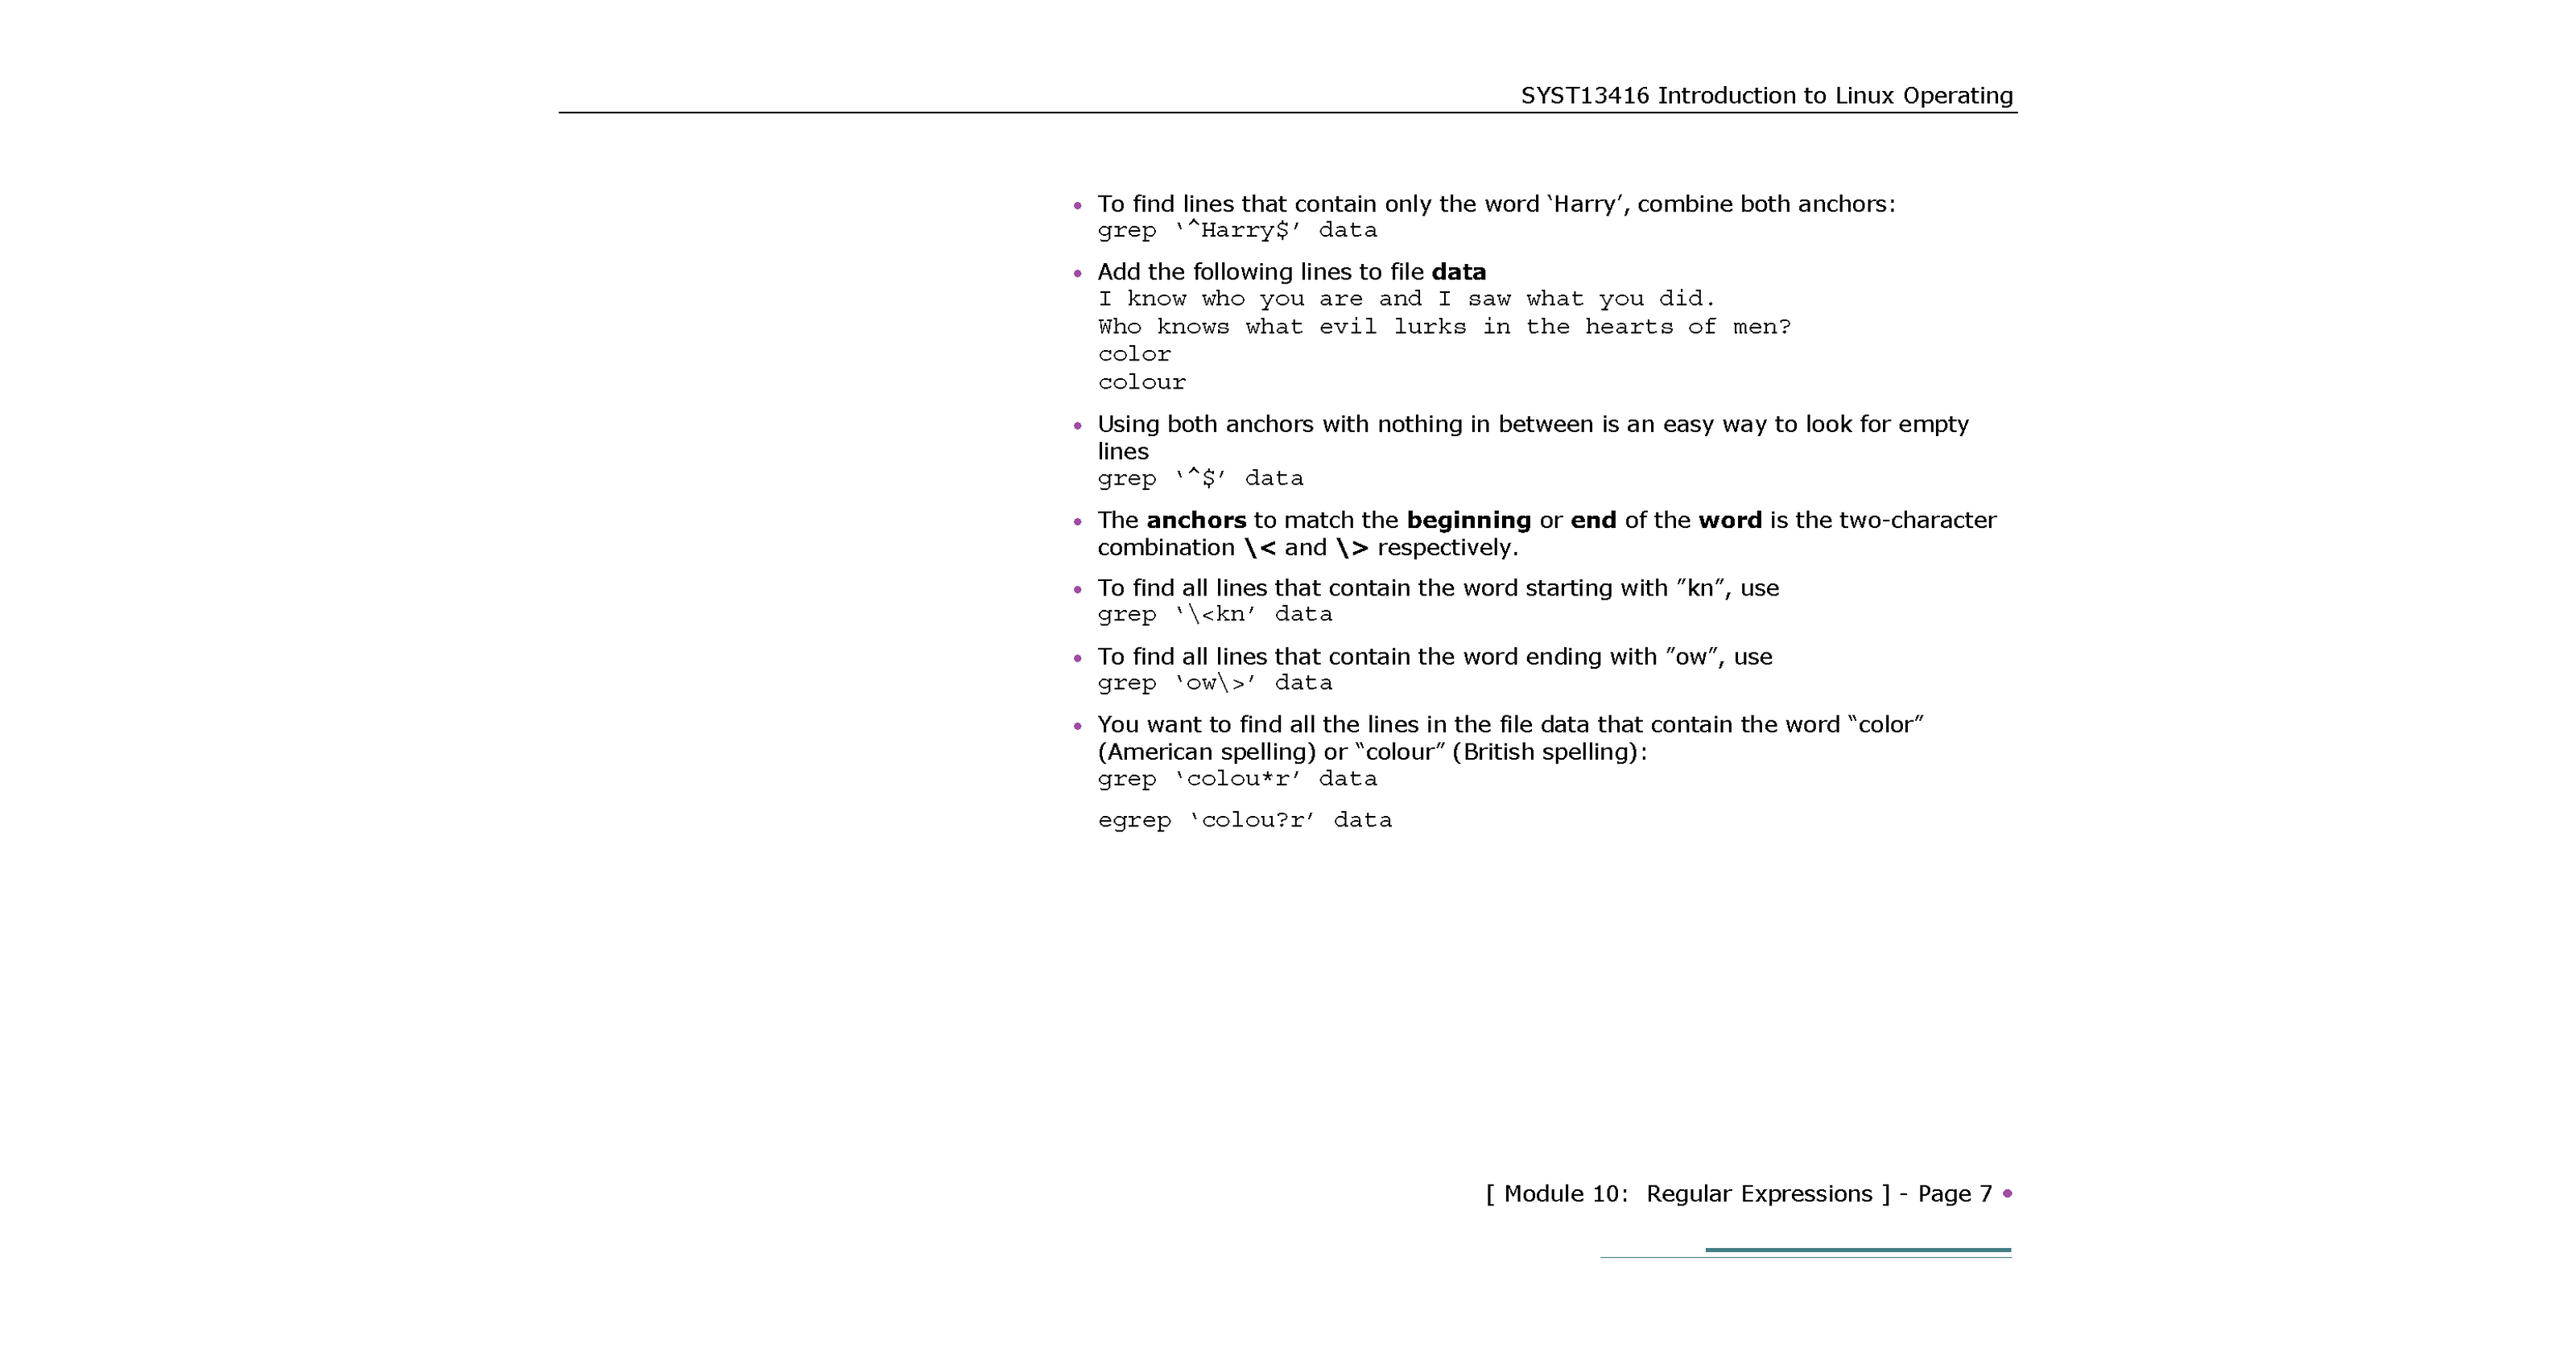 SYST13416 Introduction to Linux Operating
• To find lines that contain only the word ‘Harry’, combine both anchors:
grep ‘^Harry$’ data
• Add the following lines to file data
I know who you are and I saw what you did.
Who knows what evil lurks in the hearts of men?
color
colour
• Using both anchors with nothing in between is an easy way to look for empty
lines
grep ‘^$’ data
• The anchors to match the beginning or end of the word is the two-character
combination \< and \> respectively.
• To find all lines that contain the word starting with ”kn”, use
grep ‘\<kn’ data
• To find all lines that contain the word ending with ”ow”, use
grep ‘ow\>’ data
• You want to find all the lines in the file data that contain the word “color”
(American spelling) or “colour” (British spelling):
grep ‘colou*r’ data
egrep ‘colou?r’ data
[ Module 10:  Regular Expressions ] - Page 7 •